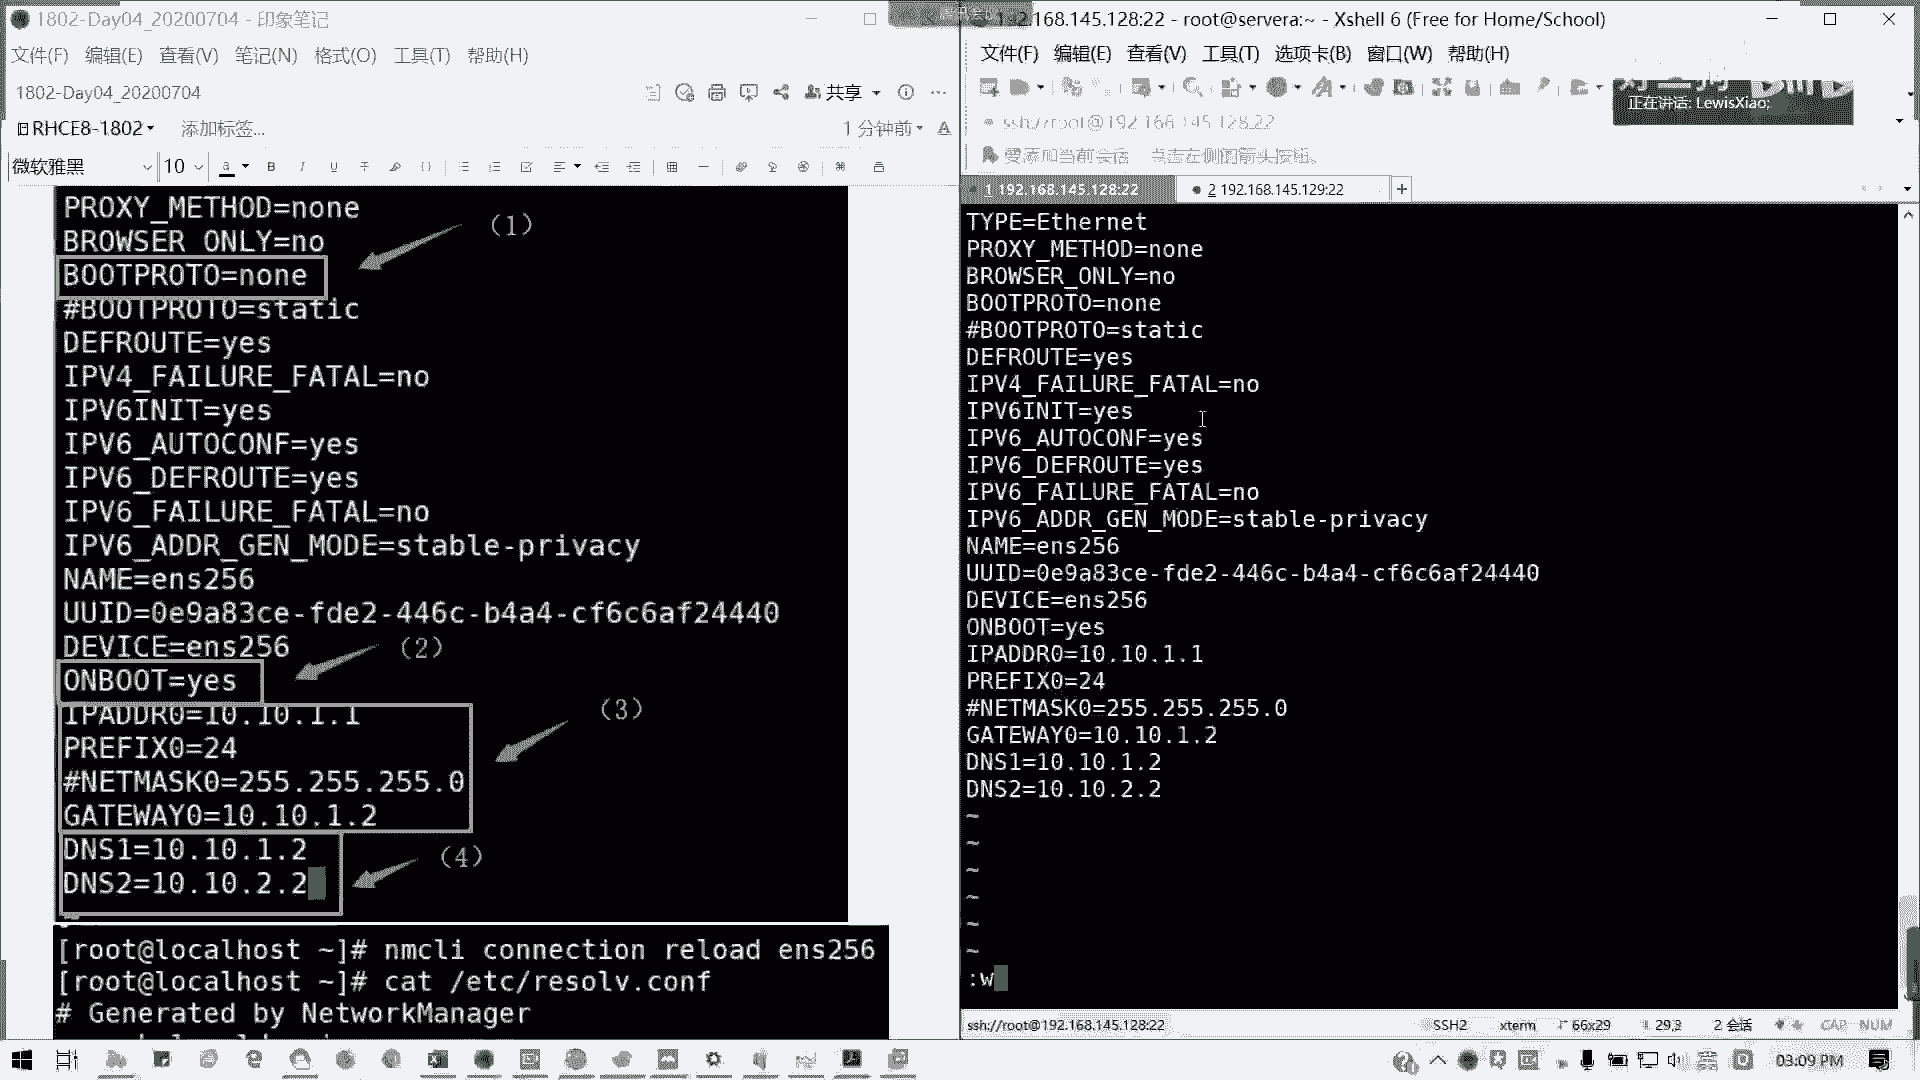 1802-Day04_20200704 - 印象笔记
文件(F) 编辑(E) 查看(V) 笔记(N) 格式(O) 工具(T) 帮助(H)
1802-Day04_20200704
共享
RHCE8-1802
添加标签...
1 分钟前
微软雅黑
10
PROXY_METHOD=none
(1)
BROWSER_ONLY=no
BOOTPROTO=none
#BOOTPROTO=static
DEFROUTE=yes
IPV4_FAILURE_FATAL=no
IPV6INIT=yes
IPV6_AUTOCONF=yes
IPV6_DEFROUTE=yes
IPV6_FAILURE_FATAL=no
IPV6_ADDR_GEN_MODE=stable-privacy
NAME=ens256
UUID=0e9a83ce-fde2-446c-b4a4-cf6c6af24440
DEVICE=ens256
(2)
ONBOOT=yes
IPADDR0=10.10.1.1
(3)
PREFIX0=24
#NETMASK0=255.255.255.0
GATEWAY0=10.10.1.2
DNS1=10.10.1.2
(4)
DNS2=10.10.2.2
[root@localhost ~]# nmcli connection reload ens256
[root@localhost ~]# cat /etc/resolv.conf
# Generated by NetworkManager
192.168.145.128:22 - root@servera:~ - Xshell 6 (Free for Home/School)
文件(F) 编辑(E) 查看(V) 工具(T) 选项卡(B) 窗口(W) 帮助(H)
正在讲话: LewisXiao;
ssh://root@192.168.145.128:22
要添加当前会话，点击左侧的箭头按钮。
1 192.168.145.128:22
2 192.168.145.129:22
TYPE=Ethernet
PROXY_METHOD=none
BROWSER_ONLY=no
BOOTPROTO=none
#BOOTPROTO=static
DEFROUTE=yes
IPV4_FAILURE_FATAL=no
IPV6INIT=yes
IPV6_AUTOCONF=yes
IPV6_DEFROUTE=yes
IPV6_FAILURE_FATAL=no
IPV6_ADDR_GEN_MODE=stable-privacy
NAME=ens256
UUID=0e9a83ce-fde2-446c-b4a4-cf6c6af24440
DEVICE=ens256
ONBOOT=yes
IPADDR0=10.10.1.1
PREFIX0=24
#NETMASK0=255.255.255.0
GATEWAY0=10.10.1.2
DNS1=10.10.1.2
DNS2=10.10.2.2
~
~
~
~
~
~
:w
ssh://root@192.168.145.128:22
SSH2
xterm
66x29
29,3
2 会话
CAP NUM
03:09 PM